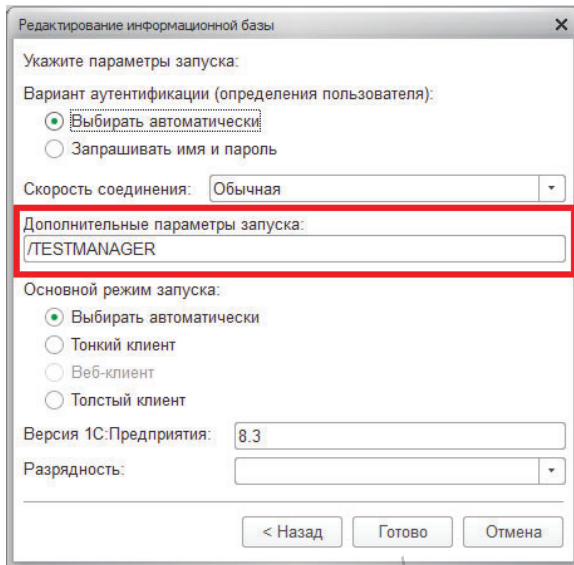 Редактирование информационной базы
Укажите параметры запуска:
Вариант аутентификации (определения пользователя):
Выбирать автоматически
Запрашивать имя и пароль
Скорость соединения: Обычная
Дополнительные параметры запуска:
/TESTMANAGER
Основной режим запуска:
Выбирать автоматически
Тонкий клиент
Веб-клиент
Толстый клиент
Версия 1С:Предприятия: 8.3
Разрядность:
< Назад Готово Отмена